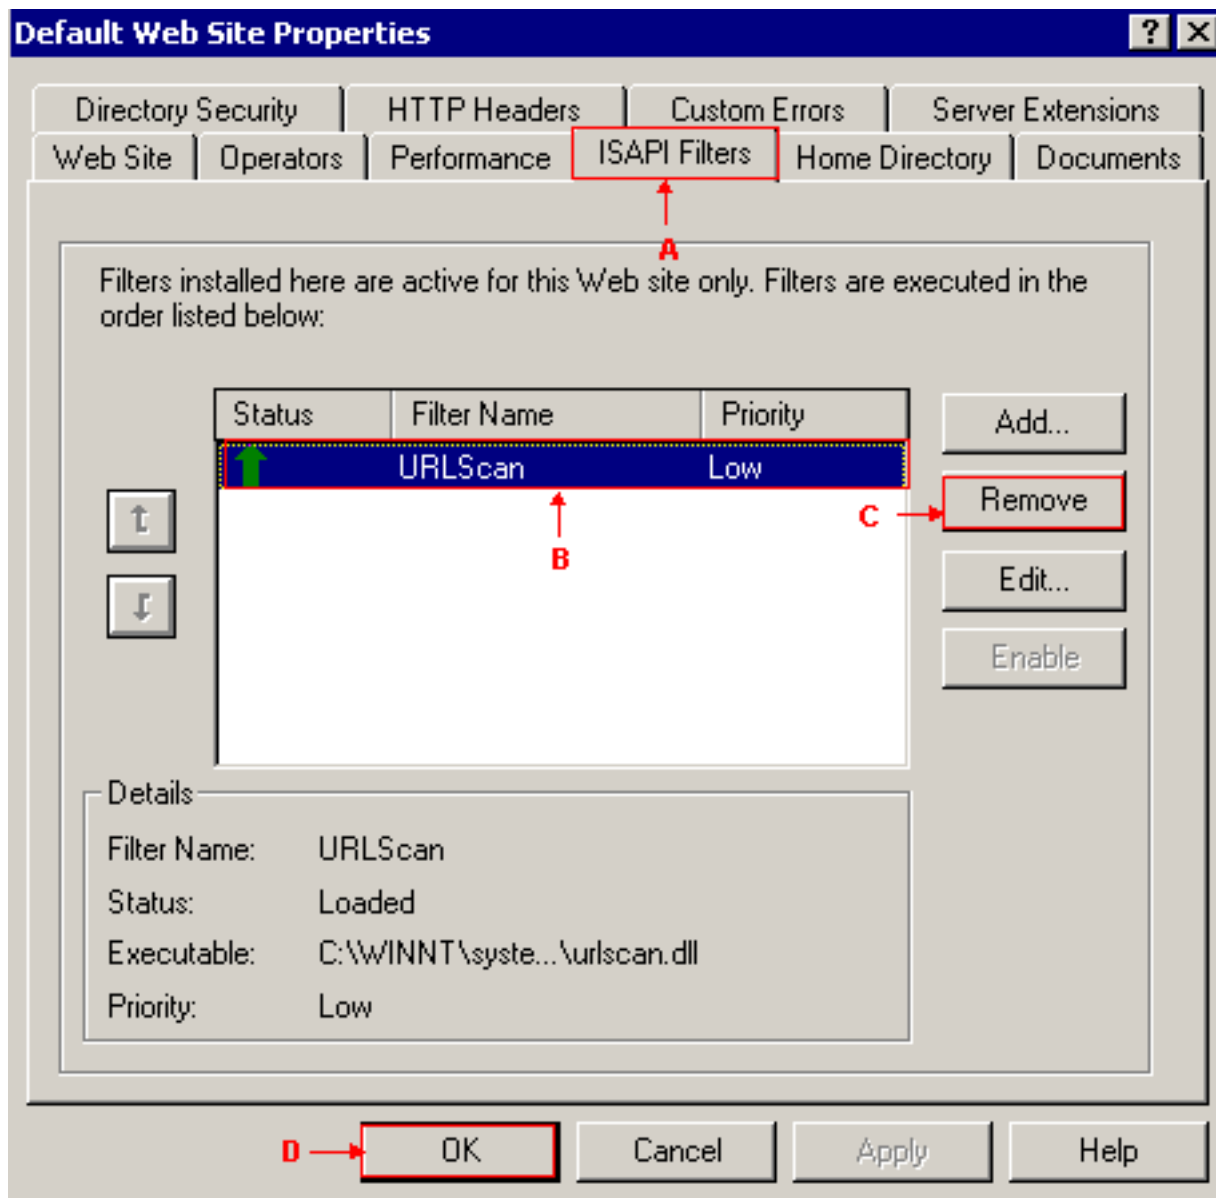 Default Web Site Properties
Directory Security HTTP Headers Custom Errors Server Extensions
Web Site Operators Performance ISAPI Filters Home Directory Documents
A
Filters installed here are active for this Web site only. Filters are executed in the
order listed below:
Status Filter Name Priority
URLScan Low
B
Add...
C
Remove
Edit...
Enable
Details
Filter Name: URLScan
Status: Loaded
Executable: C:\WINNT\syste...\urlscan.dll
Priority: Low
D
OK Cancel Apply Help